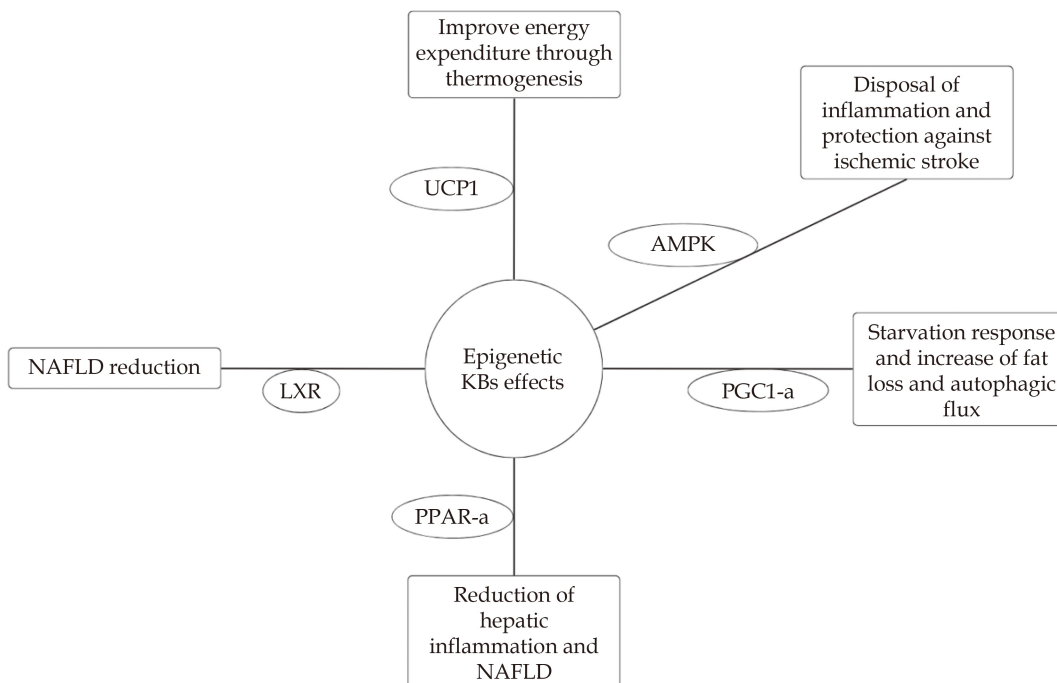 Improve energy
expenditure through
thermogenesis
Disposal of
inflammation and
protection against
ischemic stroke
UCP1
AMPK
Starvation response
and increase of fat
loss and autophagic
flux
Epigenetic
KBs effects
NAFLD reduction
LXR
PGC1-a
PPAR-a
Reduction of
hepatic
inflammation and
NAFLD